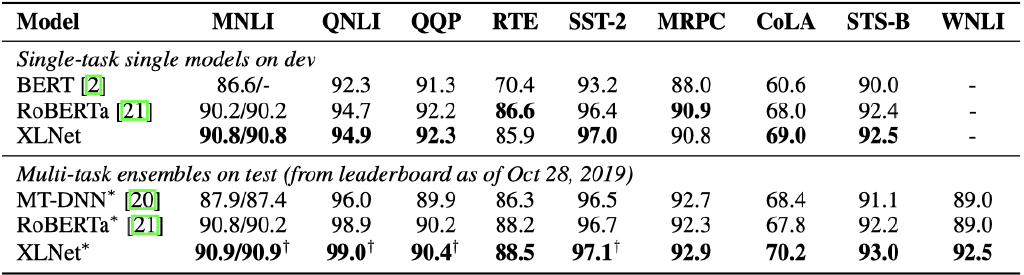 Model MNLI QNLI QQP RTE SST-2 MRPC CoLA STS-B WNLI
Single-task single models on dev
BERT [2] 86.6/- 92.3 91.3 70.4 93.2 88.0 60.6 90.0 -
RoBERTa [21] 90.2/90.2 94.7 92.2 86.6 96.4 90.9 68.0 92.4 -
XLNet 90.8/90.8 94.9 92.3 85.9 97.0 90.8 69.0 92.5 -
Multi-task ensembles on test (from leaderboard as of Oct 28, 2019)
MT-DNN* [20] 87.9/87.4 96.0 89.9 86.3 96.5 92.7 68.4 91.1 89.0
RoBERTa* [21] 90.8/90.2 98.9 90.2 88.2 96.7 92.3 67.8 92.2 89.0
XLNet* 90.9/90.9† 99.0† 90.4† 88.5 97.1† 92.9 70.2 93.0 92.5